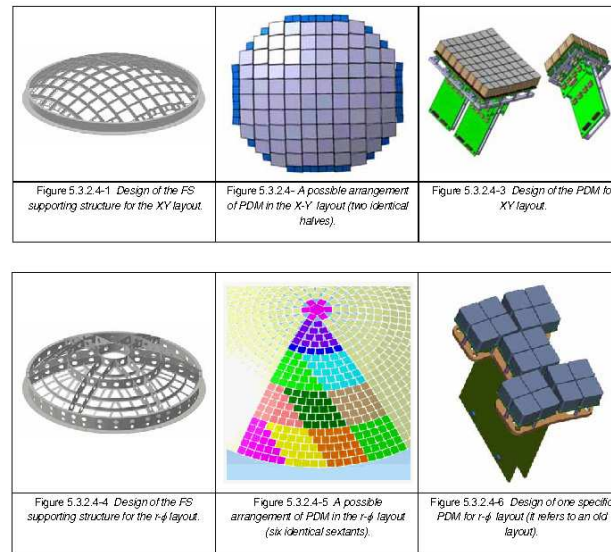 Figure 5.3.2.4-1 Design of the FS
supporting structure for the XY layout.
Figure 5.3.2.4- A possible arrangement
of PDM in the X-Y layout (two identical
halves).
Figure 5.3.2.4-3 Design of the PDM fo
XY layout.
Figure 5.3.2.4-4 Design of the FS
supporting structure for the r-ϕ layout.
Figure 5.3.2.4-5 A possible
arrangement of PDM in the r-ϕ layout
(six identical sextants).
Figure 5.3.2.4-6 Design of one specific
PDM for r-ϕ layout (it refers to an old
layout).